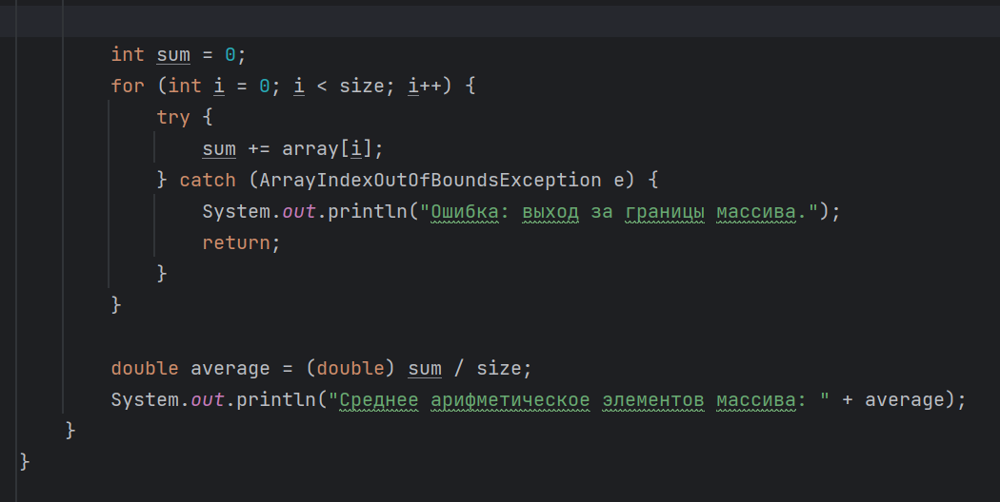 int sum = 0;
for (int i = 0; i < size; i++) {
try {
sum += array[i];
} catch (ArrayIndexOutOfBoundsException e) {
System.out.println("Ошибка: выход за границы массива.");
return;
}
}
double average = (double) sum / size;
System.out.println("Среднее арифметическое элементов массива: " + average);
}
}